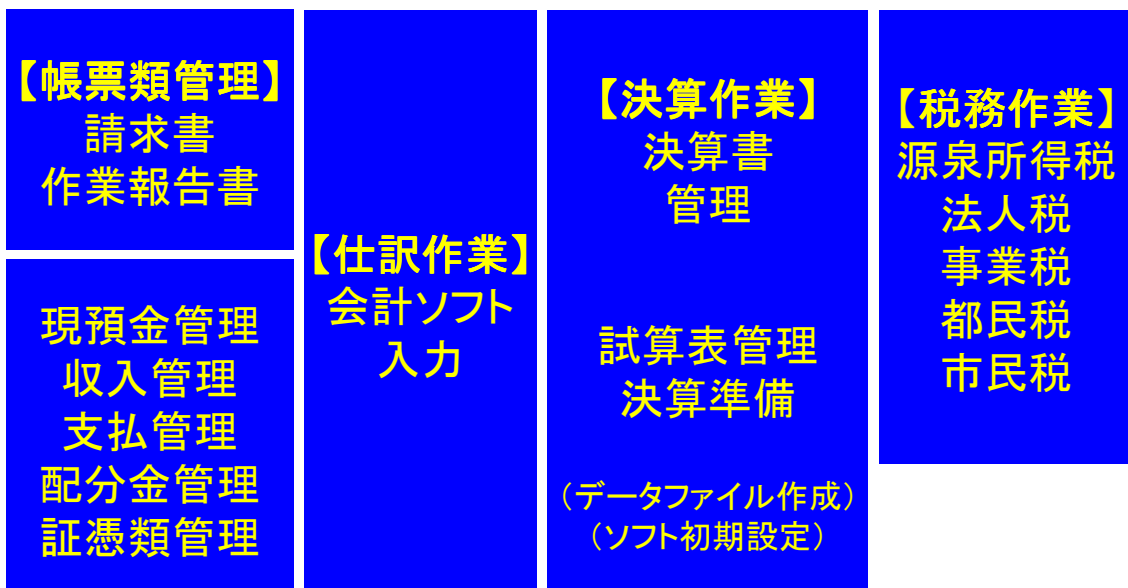 【帳票類管理】
請求書
作業報告書
現預金管理
収入管理
支払管理
配分金管理
証憑類管理
【仕訳作業】
会計ソフト
入力
【決算作業】
決算書
管理
試算表管理
決算準備
（データファイル作成）
（ソフト初期設定）
【税務作業】
源泉所得税
法人税
事業税
都民税
市民税